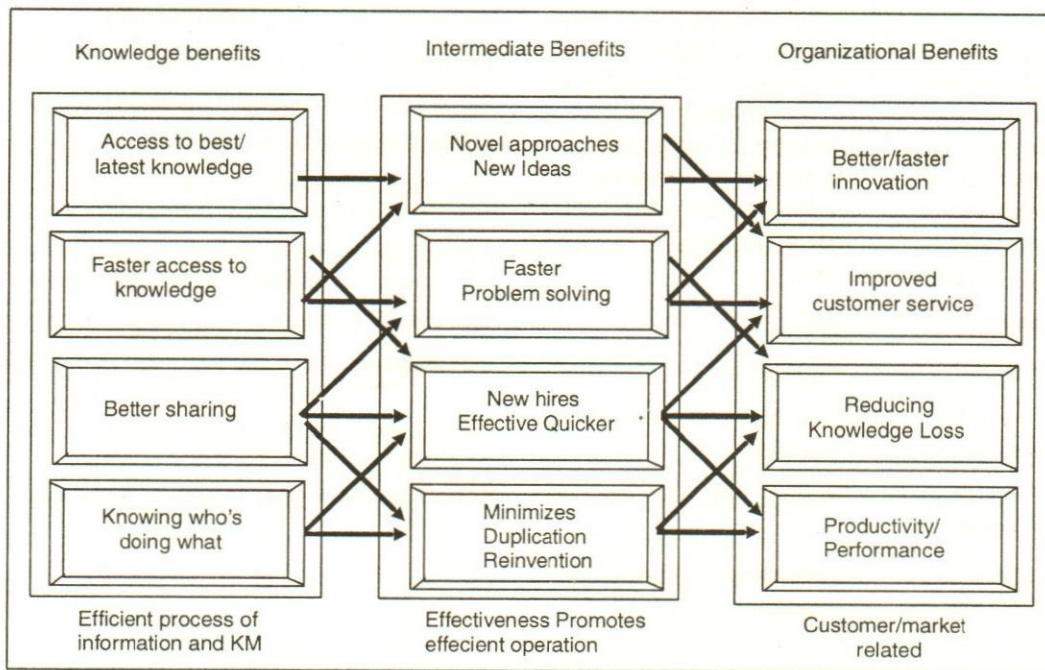 Knowledge benefits
Access to best/
latest knowledge
Faster access to
knowledge
Better sharing
Knowing who's
doing what
Efficient process of
information and KM
Intermediate Benefits
Novel approaches
New Ideas
Faster
Problem solving
New hires
Effective Quicker
Minimizes
Duplication
Reinvention
Effectiveness Promotes
effecient operation
Organizational Benefits
Better/faster
innovation
Improved
customer service
Reducing
Knowledge Loss
Productivity/
Performance
Customer/market
related